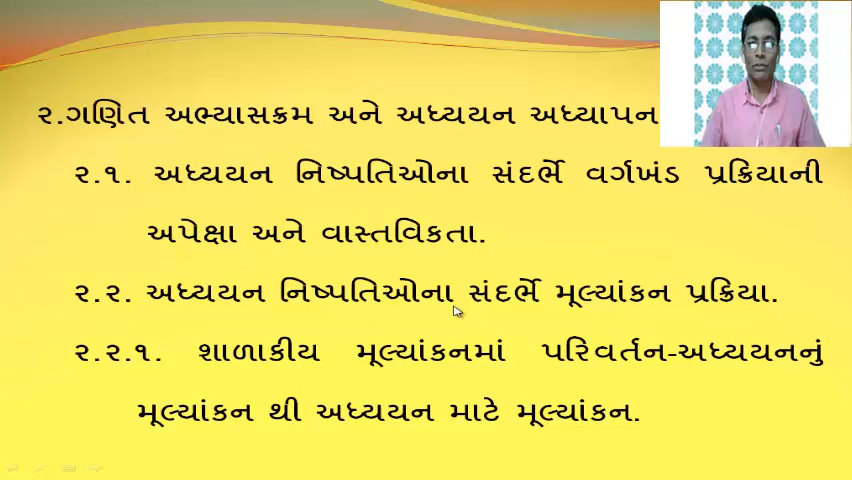 ૨.ગણિત અભ્યાસક્રમ અને અધ્યયન અધ્યાપન
૨.૧. અધ્યયન નિષ્પતિઓના સંદર્ભે વર્ગખંડ પ્રક્રિયાની
અપેક્ષા અને વાસ્તવિકતા.
૨.૨. અધ્યયન નિષ્પતિઓના સંદર્ભે મૂલ્યાંકન પ્રક્રિયા.
૨.૨.૧. શાળાકીય મૂલ્યાંકનમાં પરિવર્તન-અધ્યયનનું
મૂલ્યાંકન થી અધ્યયન માટે મૂલ્યાંકન.